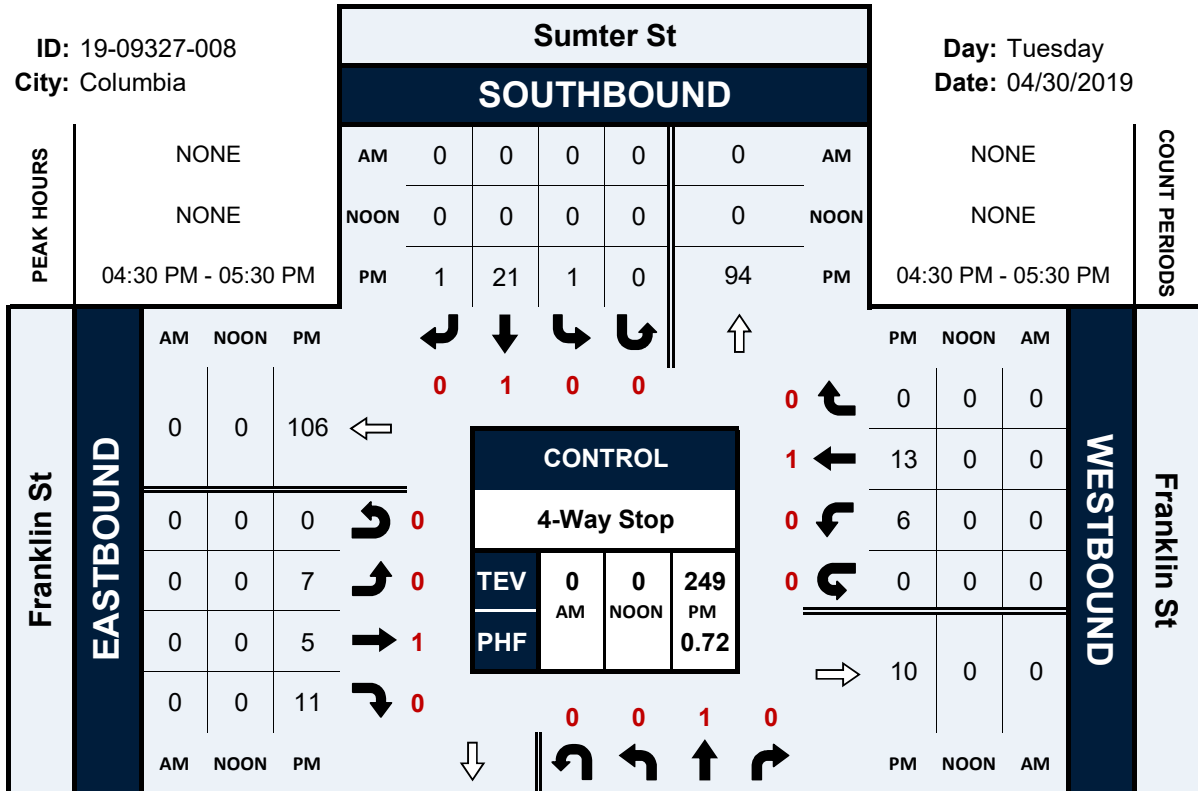 ID: 19-09327-008
City: Columbia
Sumter St
SOUTHBOUND
Day: Tuesday
Date: 04/30/2019
PEAK HOURS
NONE
NONE
04:30 PM - 05:30 PM
AM 0 0 0 0 0 AM
NOON 0 0 0 0 0 NOON
PM 1 21 1 0 94 PM
NONE
NONE
04:30 PM - 05:30 PM
COUNT PERIODS
0 1 0 0
Franklin St
EASTBOUND
AM NOON PM
0 0 106
0 0 0 0
0 0 7 0
0 0 5 1
0 0 11 0
AM NOON PM
CONTROL
4-Way Stop
TEV 0 0 249
AM NOON PM
PHF 0.72
0 0 1 0
PM NOON AM
0 0 0 0
1 13 0 0
0 6 0 0
0 0 0 0
10 0 0
PM NOON AM
WESTBOUND
Franklin St